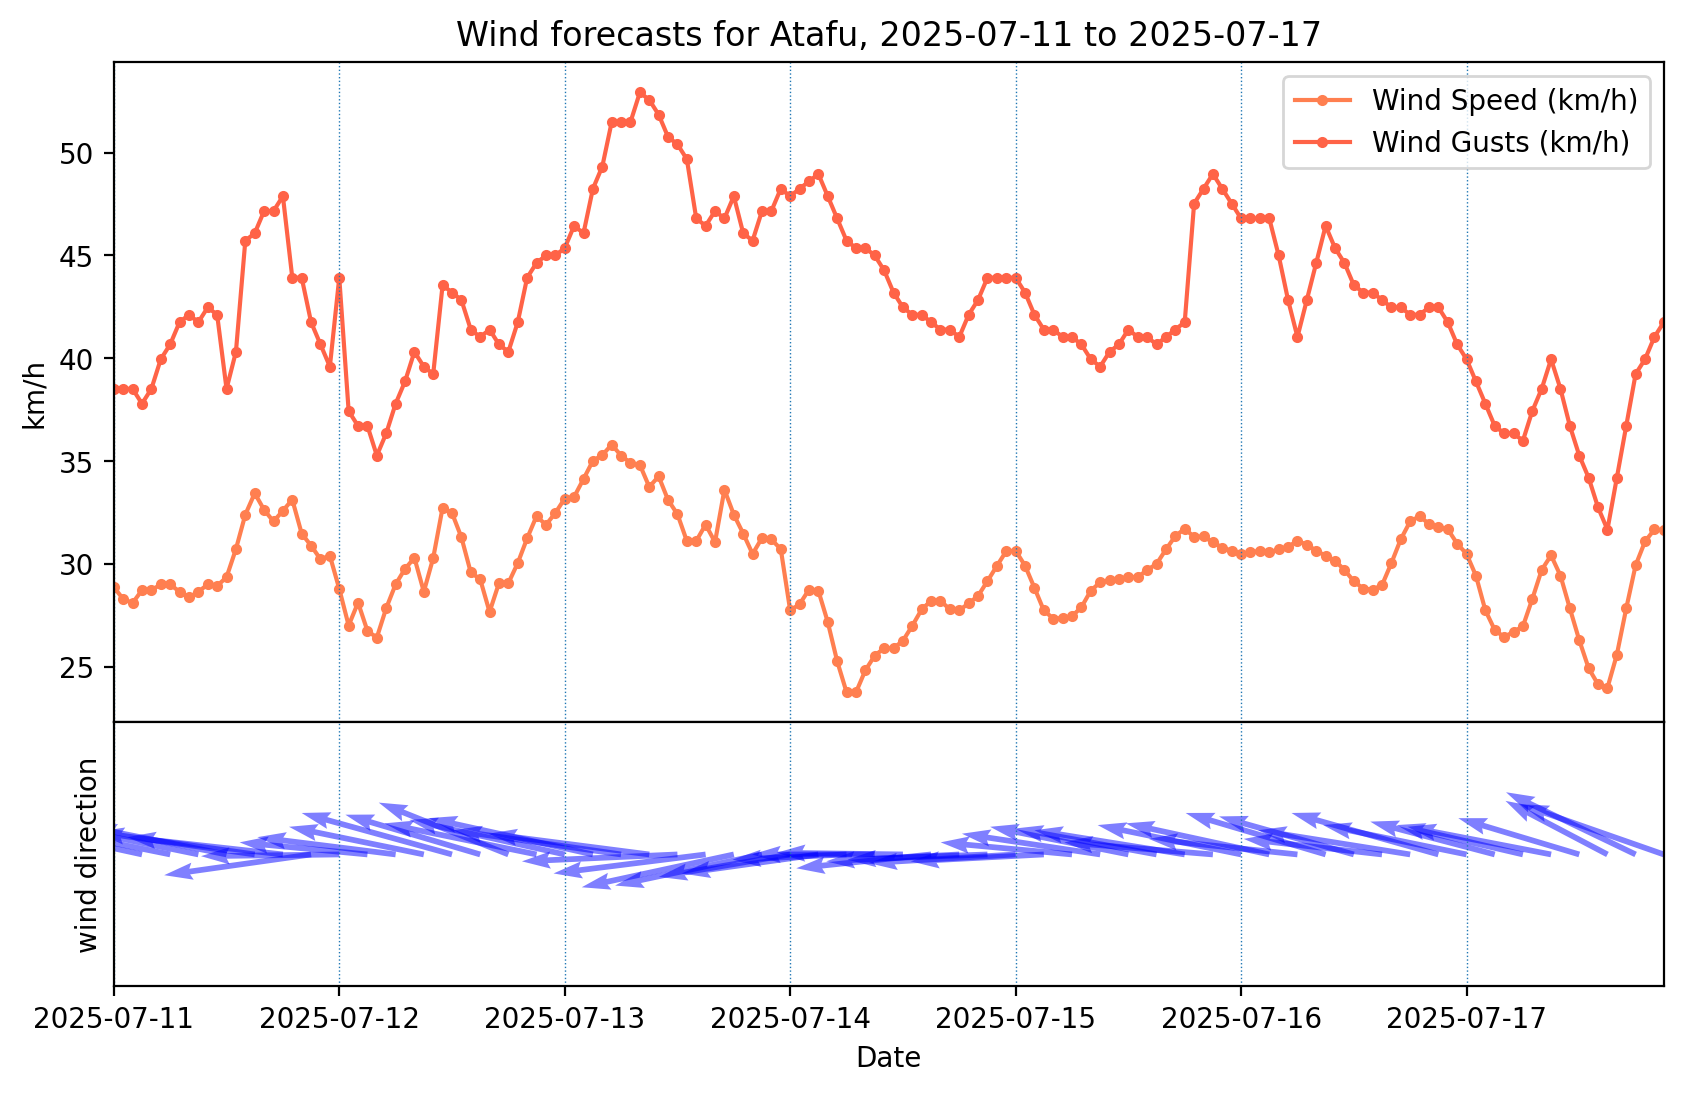 Wind forecasts for Atafu, 2025-07-11 to 2025-07-17
Wind Speed (km/h)
Wind Gusts (km/h)
50
45
40
35
30
25
km/h
wind direction
2025-07-11
2025-07-12
2025-07-13
2025-07-14
2025-07-15
2025-07-16
2025-07-17
Date